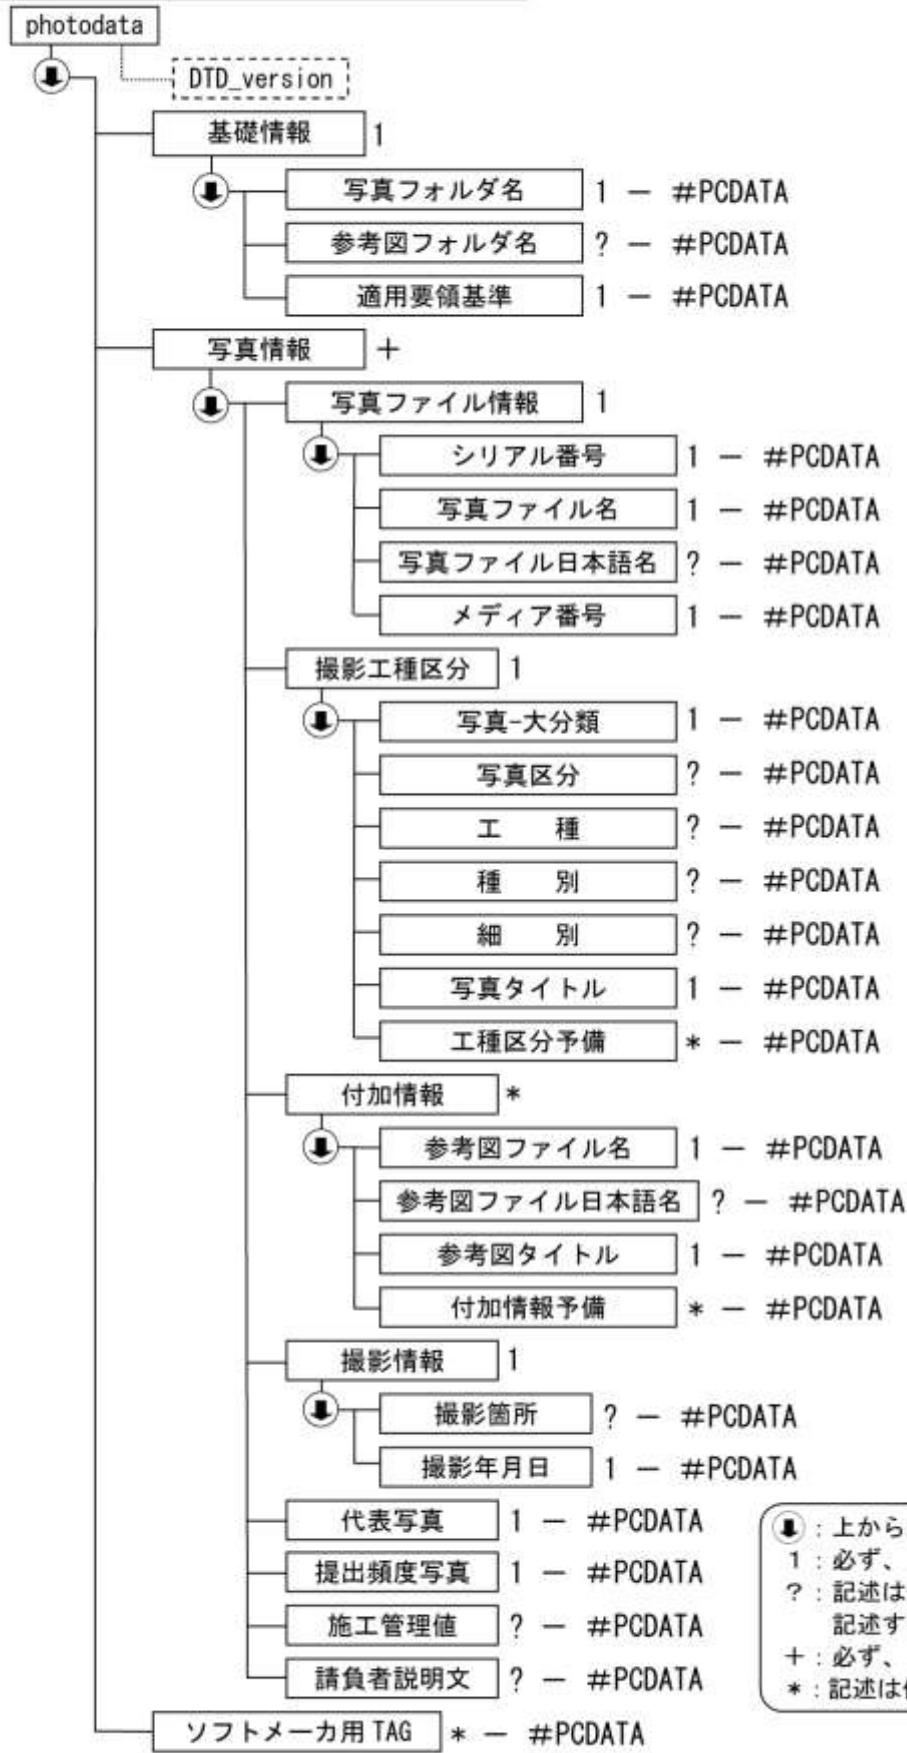 photodata
DTD_version
基礎情報 1
写真フォルダ名 1 − #PCDATA
参考図フォルダ名 ? − #PCDATA
適用要領基準 1 − #PCDATA
写真情報 +
写真ファイル情報 1
シリアル番号 1 − #PCDATA
写真ファイル名 1 − #PCDATA
写真ファイル日本語名 ? − #PCDATA
メディア番号 1 − #PCDATA
撮影工種区分 1
写真-大分類 1 − #PCDATA
写真区分 ? − #PCDATA
工　種 ? − #PCDATA
種　別 ? − #PCDATA
細　別 ? − #PCDATA
写真タイトル 1 − #PCDATA
工種区分予備 * − #PCDATA
付加情報 *
参考図ファイル名 1 − #PCDATA
参考図ファイル日本語名 ? − #PCDATA
参考図タイトル 1 − #PCDATA
付加情報予備 * − #PCDATA
撮影情報 1
撮影箇所 ? − #PCDATA
撮影年月日 1 − #PCDATA
代表写真 1 − #PCDATA
提出頻度写真 1 − #PCDATA
施工管理値 ? − #PCDATA
請負者説明文 ? − #PCDATA
ソフトメーカ用 TAG * − #PCDATA
：上から
1：必ず、
?：記述は
記述す
+：必ず、
*：記述は